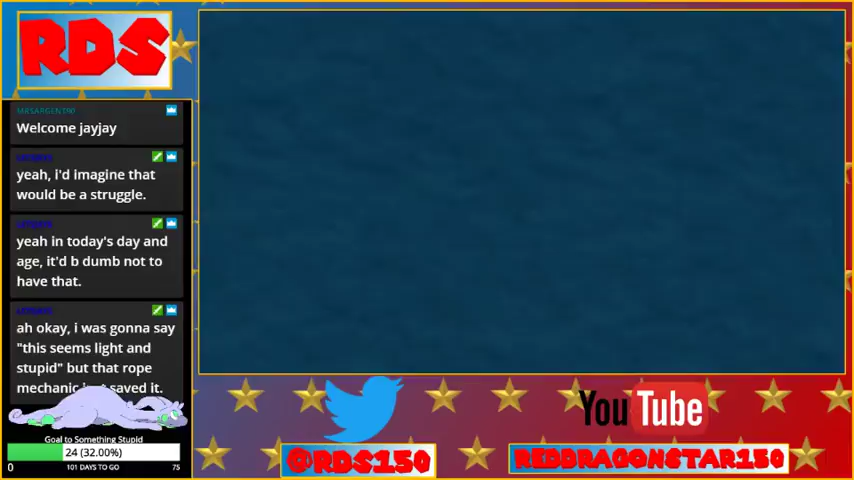 RDS
MRSARGENT90
Welcome jayjay
yeah, i'd imagine that
would be a struggle.
yeah in today's day and
age, it'd b dumb not to
have that.
ah okay, i was gonna say
"this seems light and
stupid" but that rope
mechanic saved it.
Goal to Something Stupid
24 (32.00%)
0
101 DAYS TO GO
75
YouTube
@RDS150
REDDRAGONSTAR150